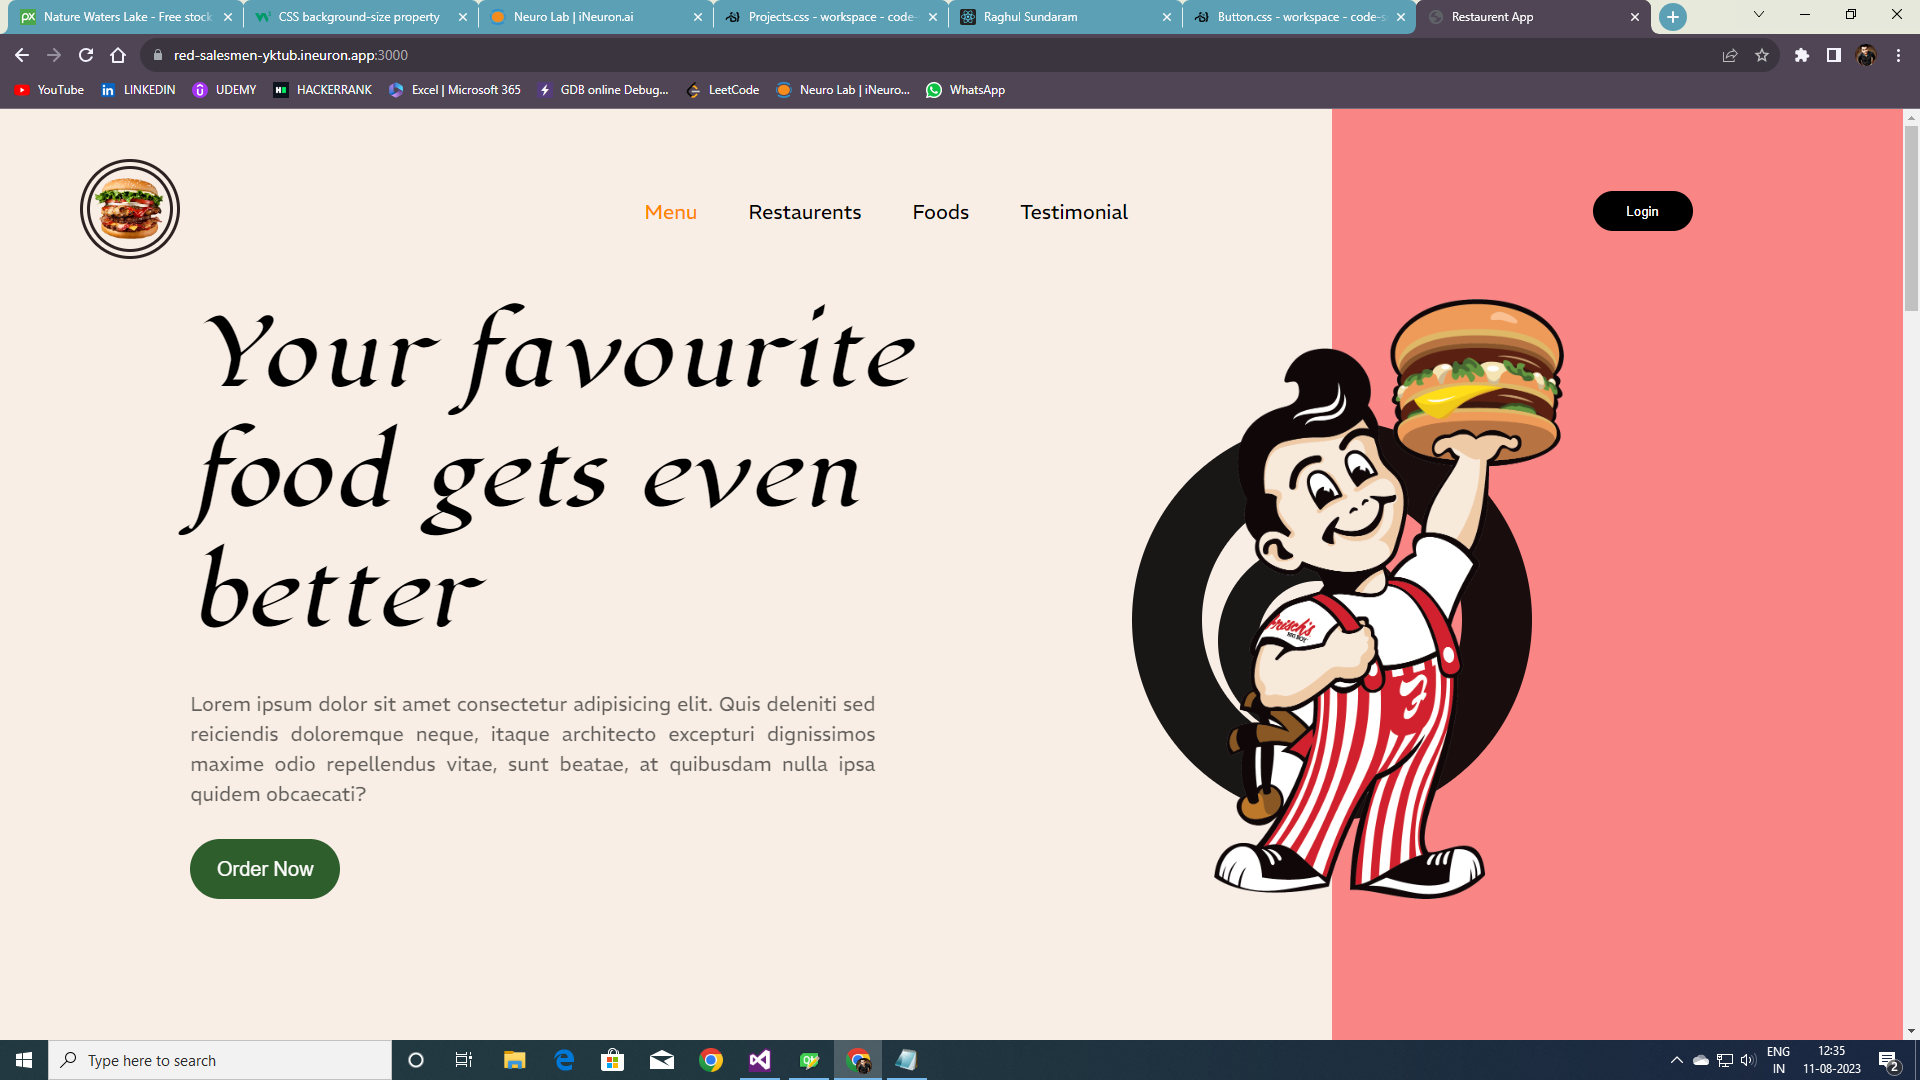 Nature Waters Lake - Free stock
CSS background-size property
Neuro Lab | iNeuron.ai
Projects.css - workspace - code-
Raghul Sundaram
Button.css - workspace - code-s
Restaurent App
red-salesmen-yktub.ineuron.app:3000
YouTube
LINKEDIN
UDEMY
HACKERRANK
Excel | Microsoft 365
GDB online Debug...
LeetCode
Neuro Lab | iNeuro...
WhatsApp
Menu
Restaurents
Foods
Testimonial
Login
Your favourite
food gets even
better
Frisch's
BIG BOY
Lorem ipsum dolor sit amet consectetur adipisicing elit. Quis deleniti sed
reiciendis doloremque neque, itaque architecto excepturi dignissimos
maxime odio repellendus vitae, sunt beatae, at quibusdam nulla ipsa
quidem obcaecati?
Order Now
Type here to search
ENG
IN
12:35
11-08-2023
2